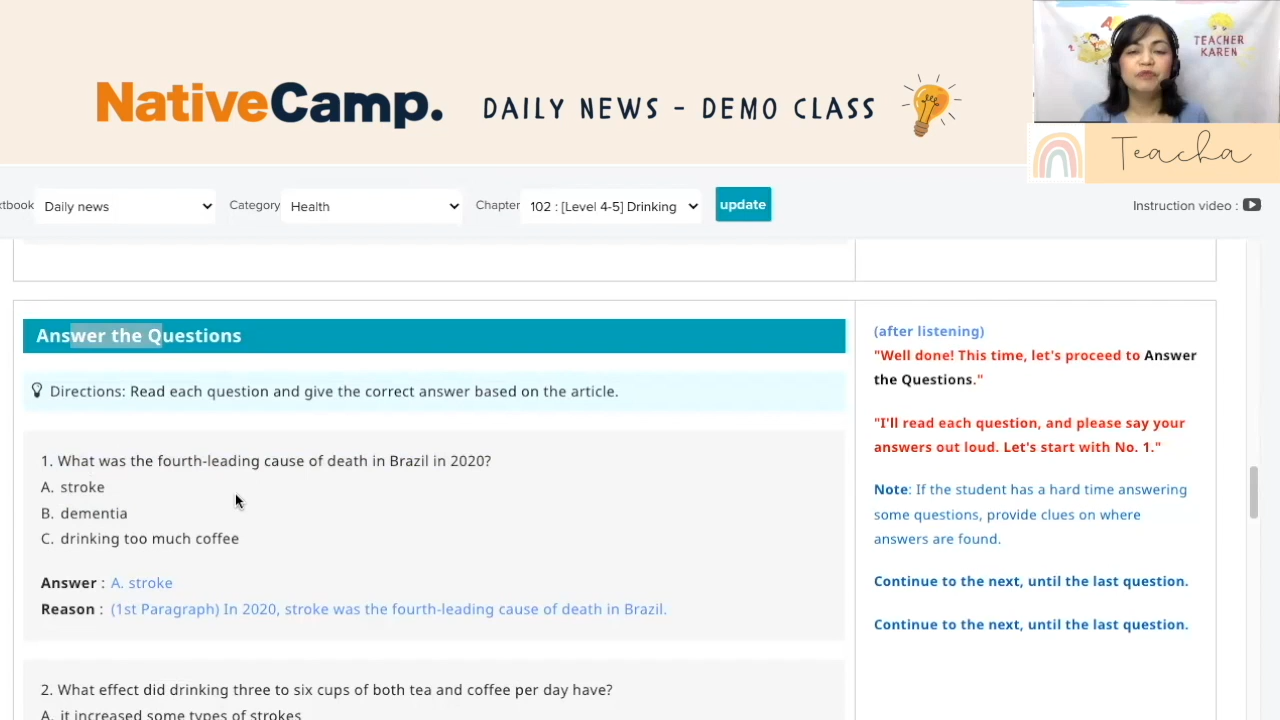 NativeCamp.
DAILY NEWS - DEMO CLASS
TEACHER
KAREN
Teacha
tbook
Daily news
Category
Health
Chapter
102 : [Level 4-5] Drinking
update
Instruction video :
Answer the Questions
Directions: Read each question and give the correct answer based on the article.
1. What was the fourth-leading cause of death in Brazil in 2020?
A. stroke
B. dementia
C. drinking too much coffee
Answer : A. stroke
Reason : (1st Paragraph) In 2020, stroke was the fourth-leading cause of death in Brazil.
2. What effect did drinking three to six cups of both tea and coffee per day have?
A. it increased some types of strokes
(after listening)
"Well done! This time, let's proceed to Answer
the Questions."
"I'll read each question, and please say your
answers out loud. Let's start with No. 1."
Note: If the student has a hard time answering
some questions, provide clues on where
answers are found.
Continue to the next, until the last question.
Continue to the next, until the last question.